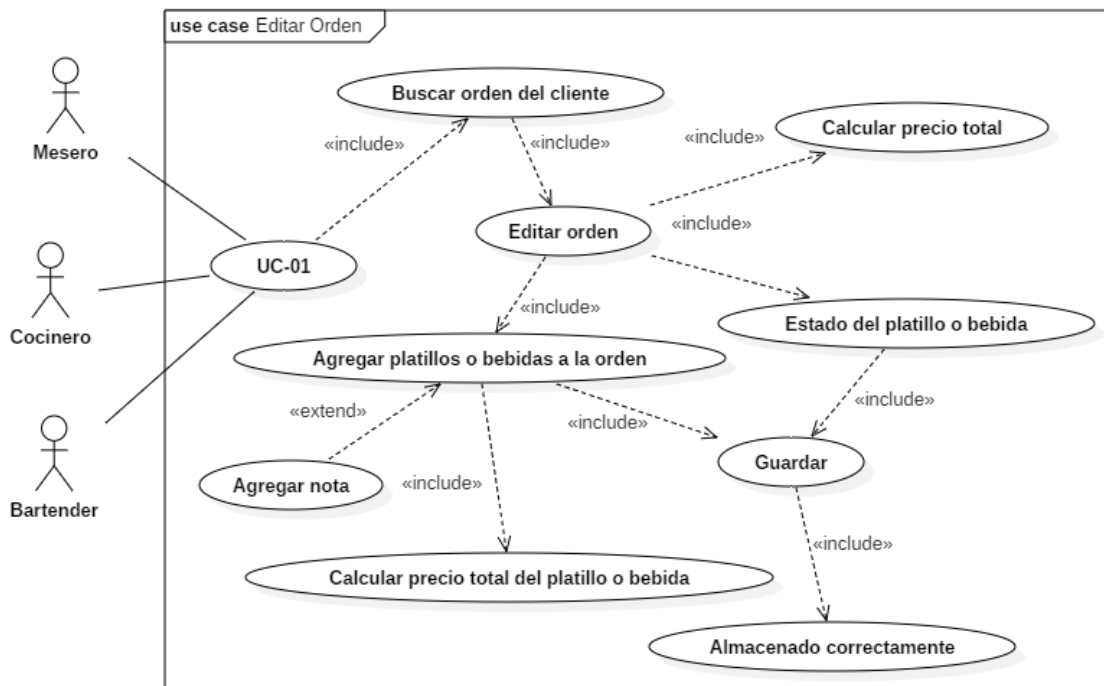 use case Editar Orden
Mesero
Buscar orden del cliente
«include»
«include»
«include»
Calcular precio total
Editar orden
«include»
Cocinero
UC-01
«include»
Estado del platillo o bebida
Agregar platillos o bebidas a la orden
«extend»
«include»
«include»
Bartender
Agregar nota
«include»
Guardar
«include»
Calcular precio total del platillo o bebida
Almacenado correctamente